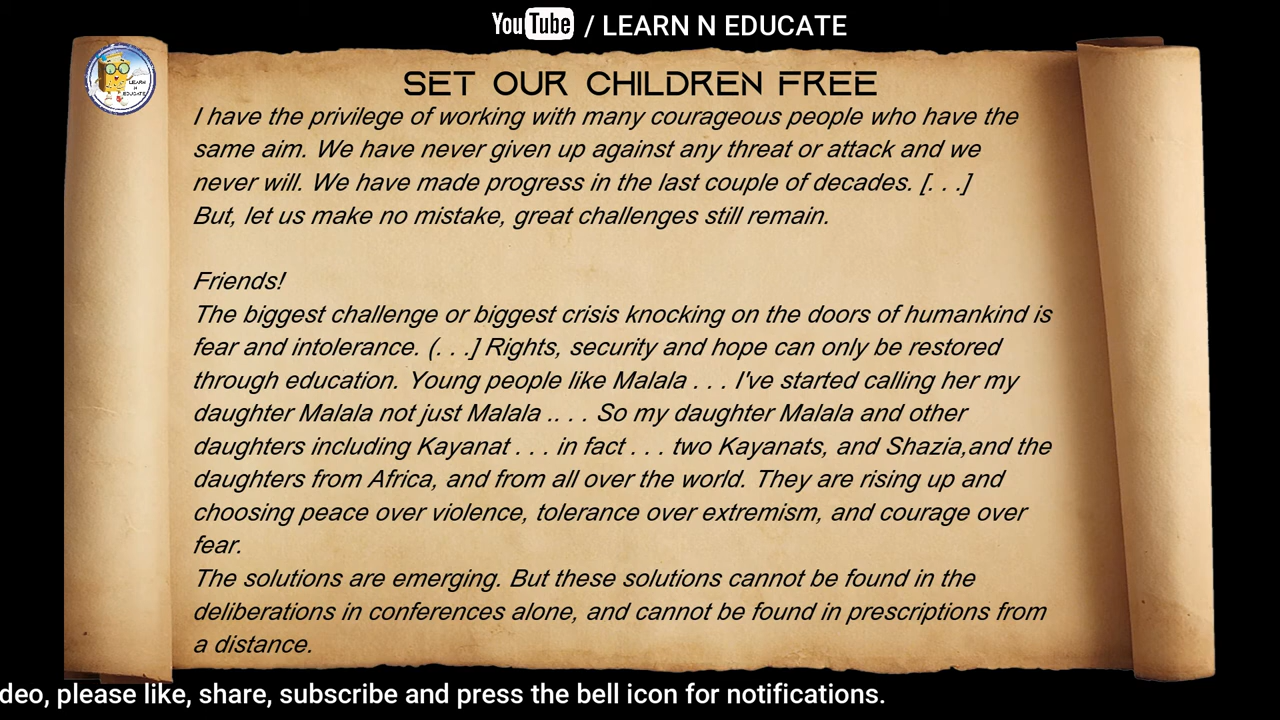 YouTube / LEARN N EDUCATE
LEARN
N
EDUCATE
SET OUR CHILDREN FREE
I have the privilege of working with many courageous people who have the
same aim. We have never given up against any threat or attack and we
never will. We have made progress in the last couple of decades. [. . .]
But, let us make no mistake, great challenges still remain.
Friends!
The biggest challenge or biggest crisis knocking on the doors of humankind is
fear and intolerance. (. . .] Rights, security and hope can only be restored
through education. Young people like Malala . . . I've started calling her my
daughter Malala not just Malala .. . . So my daughter Malala and other
daughters including Kayanat . . . in fact . . . two Kayanats, and Shazia,and the
daughters from Africa, and from all over the world. They are rising up and
choosing peace over violence, tolerance over extremism, and courage over
fear.
The solutions are emerging. But these solutions cannot be found in the
deliberations in conferences alone, and cannot be found in prescriptions from
a distance.
deo, please like, share, subscribe and press the bell icon for notifications.